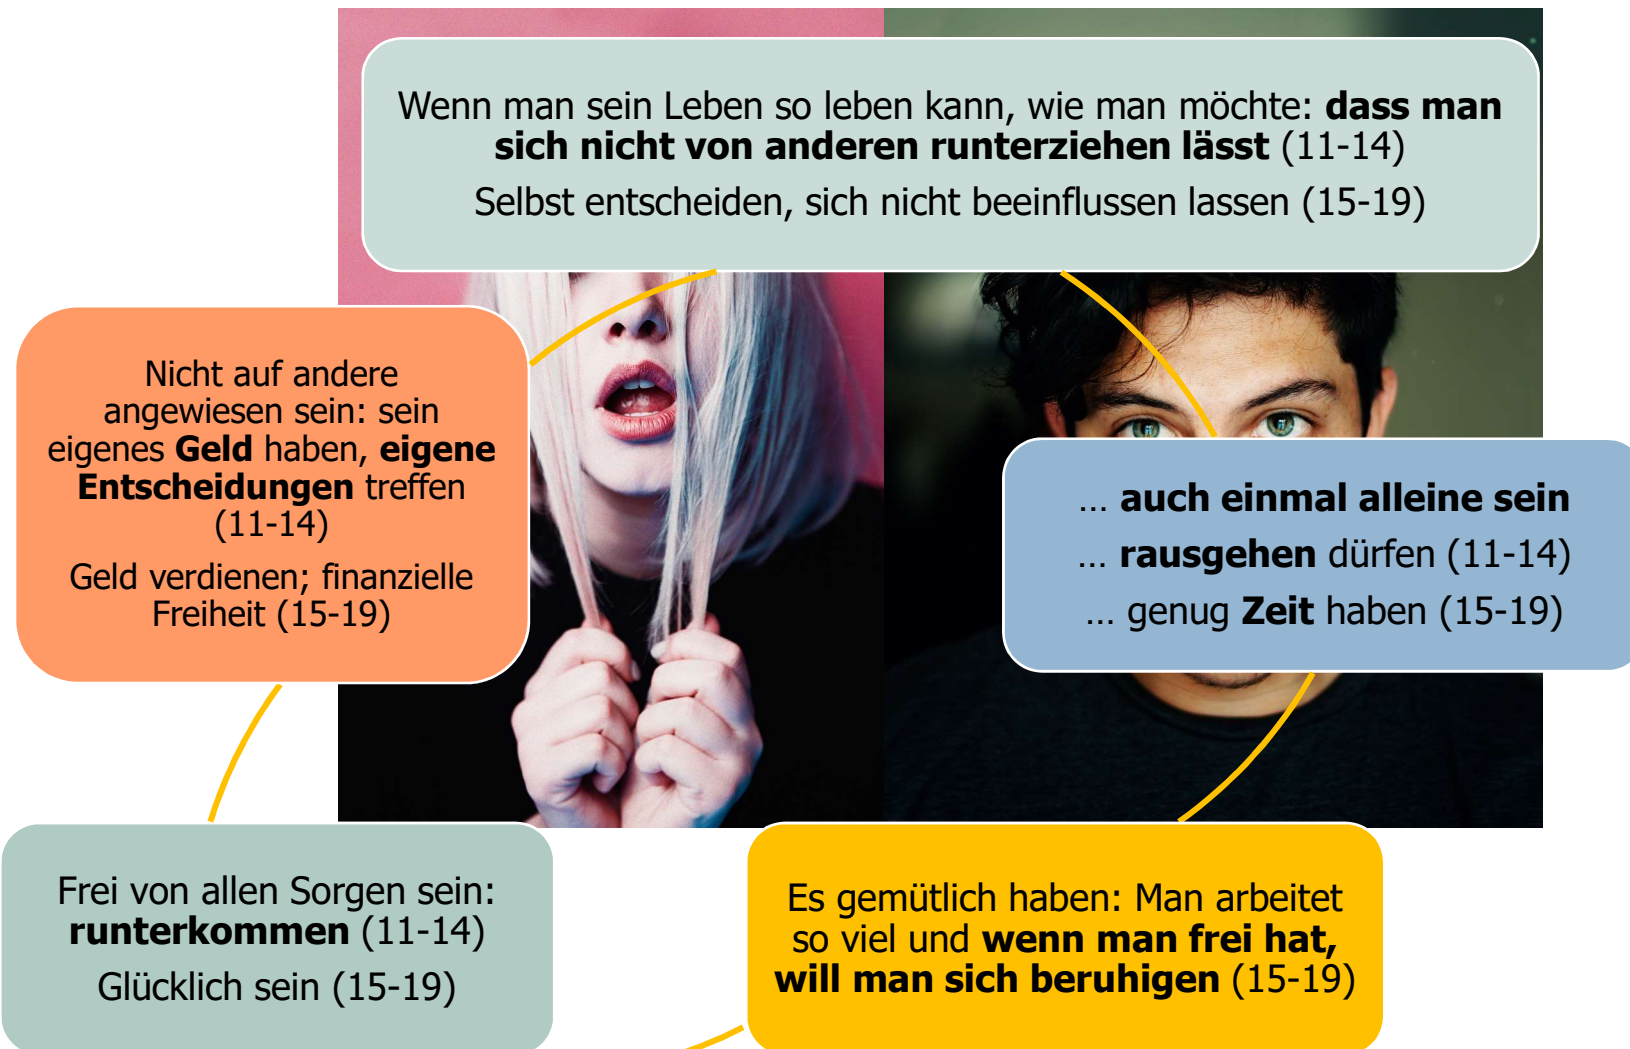 Wenn man sein Leben so leben kann, wie man möchte: dass man
sich nicht von anderen runterziehen lässt (11-14)
Selbst entscheiden, sich nicht beeinflussen lassen (15-19)
Nicht auf andere
angewiesen sein: sein
eigenes Geld haben, eigene
Entscheidungen treffen
(11-14)
Geld verdienen; finanzielle
Freiheit (15-19)
... auch einmal alleine sein
... rausgehen dürfen (11-14)
... genug Zeit haben (15-19)
Frei von allen Sorgen sein:
runterkommen (11-14)
Glücklich sein (15-19)
Es gemütlich haben: Man arbeitet
so viel und wenn man frei hat,
will man sich beruhigen (15-19)